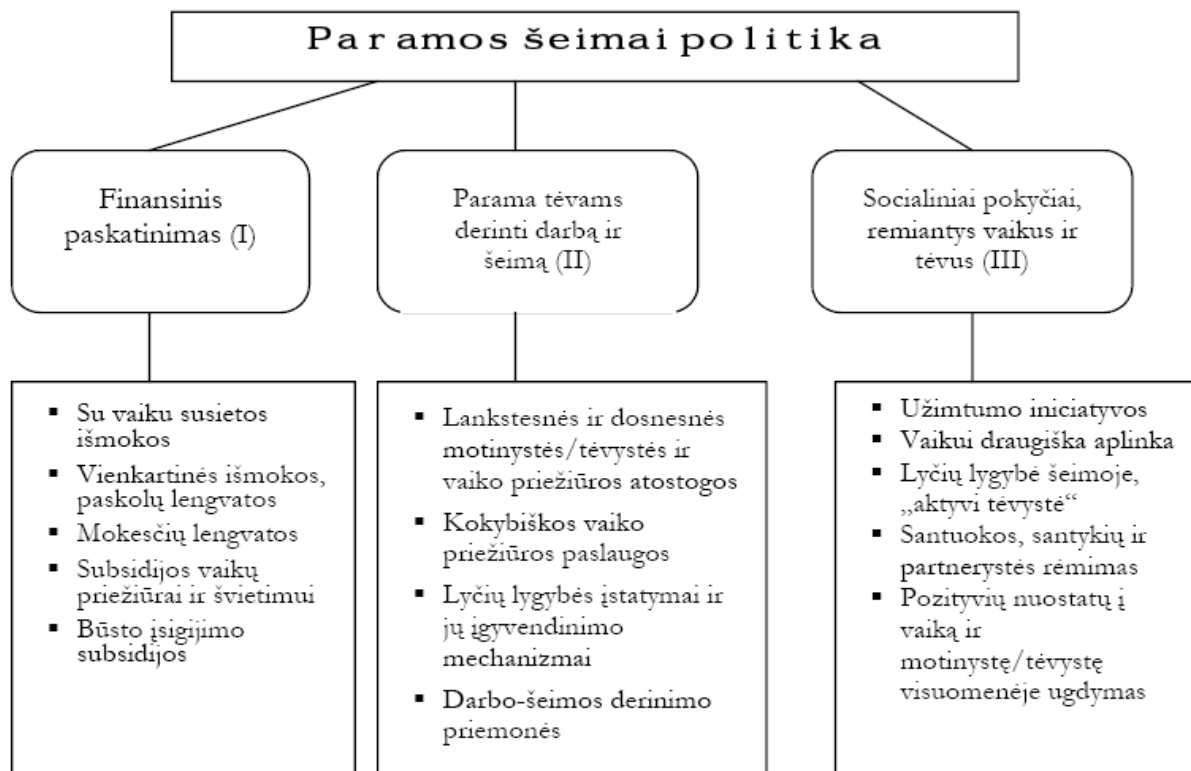 Paramos šeimai politika
Finansinis
paskatinimas (I)
Parama tėvams
derinti darbą ir
šeimą (II)
Socialiniai pokyčiai,
remiantys vaikus ir
tėvus (III)
▪ Su vaiku susietos
išmokos
▪ Vienkartinės išmokos,
paskolų lengvatos
▪ Mokesčių lengvatos
▪ Subsidijos vaikų
priežiūrai ir švietimui
▪ Būsto įsigijimo
subsidijos
▪ Lankstesnės ir dosnesnės
motinystės/tėvystės ir
vaiko priežiūros atostogos
▪ Kokybiškos vaiko
priežiūros paslaugos
▪ Lyčių lygybės įstatymai ir
jų įgyvendinimo
mechanizmai
▪ Darbo-šeimos derinimo
priemonės
▪ Užimtumo iniciatyvos
▪ Vaikui draugiška aplinka
▪ Lyčių lygybė šeimoje,
„aktyvi tėvystė“
▪ Santuokos, santykių ir
partnerystės rėmimas
▪ Pozityvių nuostatų į
vaiką ir
motinystę/tėvystę
visuomenėje ugdymas